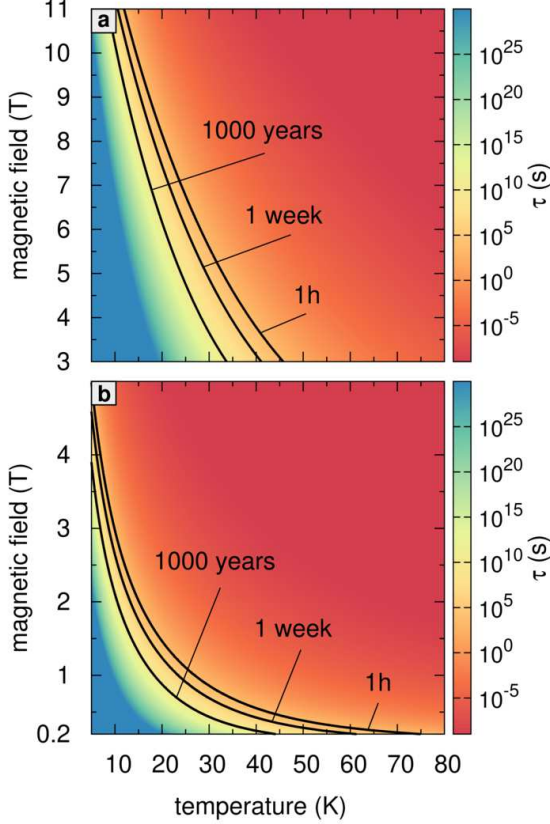 a
11
10
9
8
7
6
5
4
3
magnetic field (T)
1000 years
1 week
1h
10^25
10^20
10^15
10^10
10^5
10^0
10^-5
τ (s)
b
4
3
2
1
0.2
magnetic field (T)
1000 years
1 week
1h
10^25
10^20
10^15
10^10
10^5
10^0
10^-5
τ (s)
10 20 30 40 50 60 70 80
temperature (K)